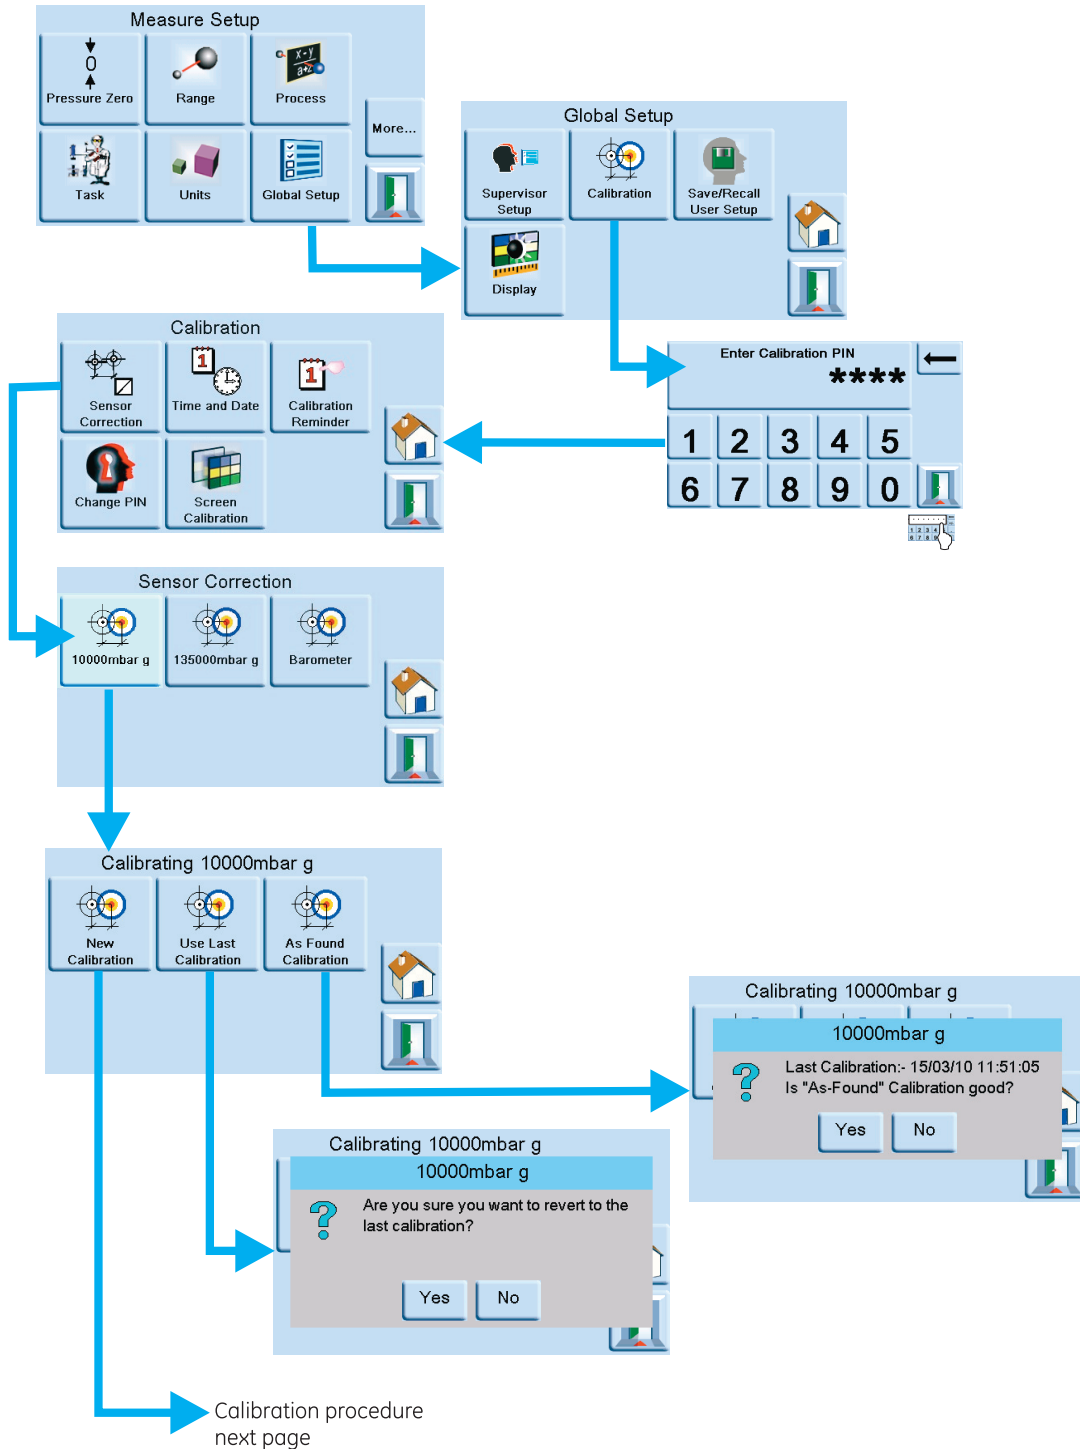 Measure Setup
0
Pressure Zero
Range
x-y
a+z
Process
More...
Task
Units
Global Setup
Global Setup
Supervisor
Setup
Calibration
Save/Recall
User Setup
Display
Enter Calibration PIN
****
1 2 3 4 5
6 7 8 9 0
Calibration
Sensor
Correction
1
Time and Date
1
Calibration
Reminder
Change PIN
Screen
Calibration
Sensor Correction
10000mbar g
135000mbar g
Barometer
Calibrating 10000mbar g
New
Calibration
Use Last
Calibration
As Found
Calibration
Calibrating 10000mbar g
10000mbar g
? Last Calibration:- 15/03/10 11:51:05
Is "As-Found" Calibration good?
Yes No
Calibrating 10000mbar g
10000mbar g
? Are you sure you want to revert to the
last calibration?
Yes No
Calibration procedure
next page